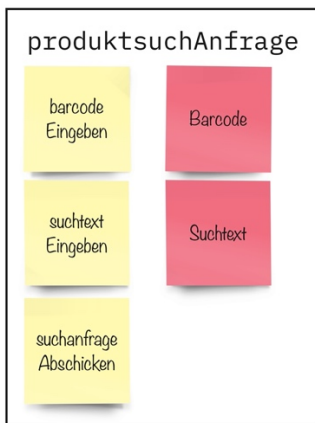 produktsuchAnfrage
barcode
Eingeben
Barcode
suchtext
Eingeben
Suchtext
suchanfrage
Abschicken